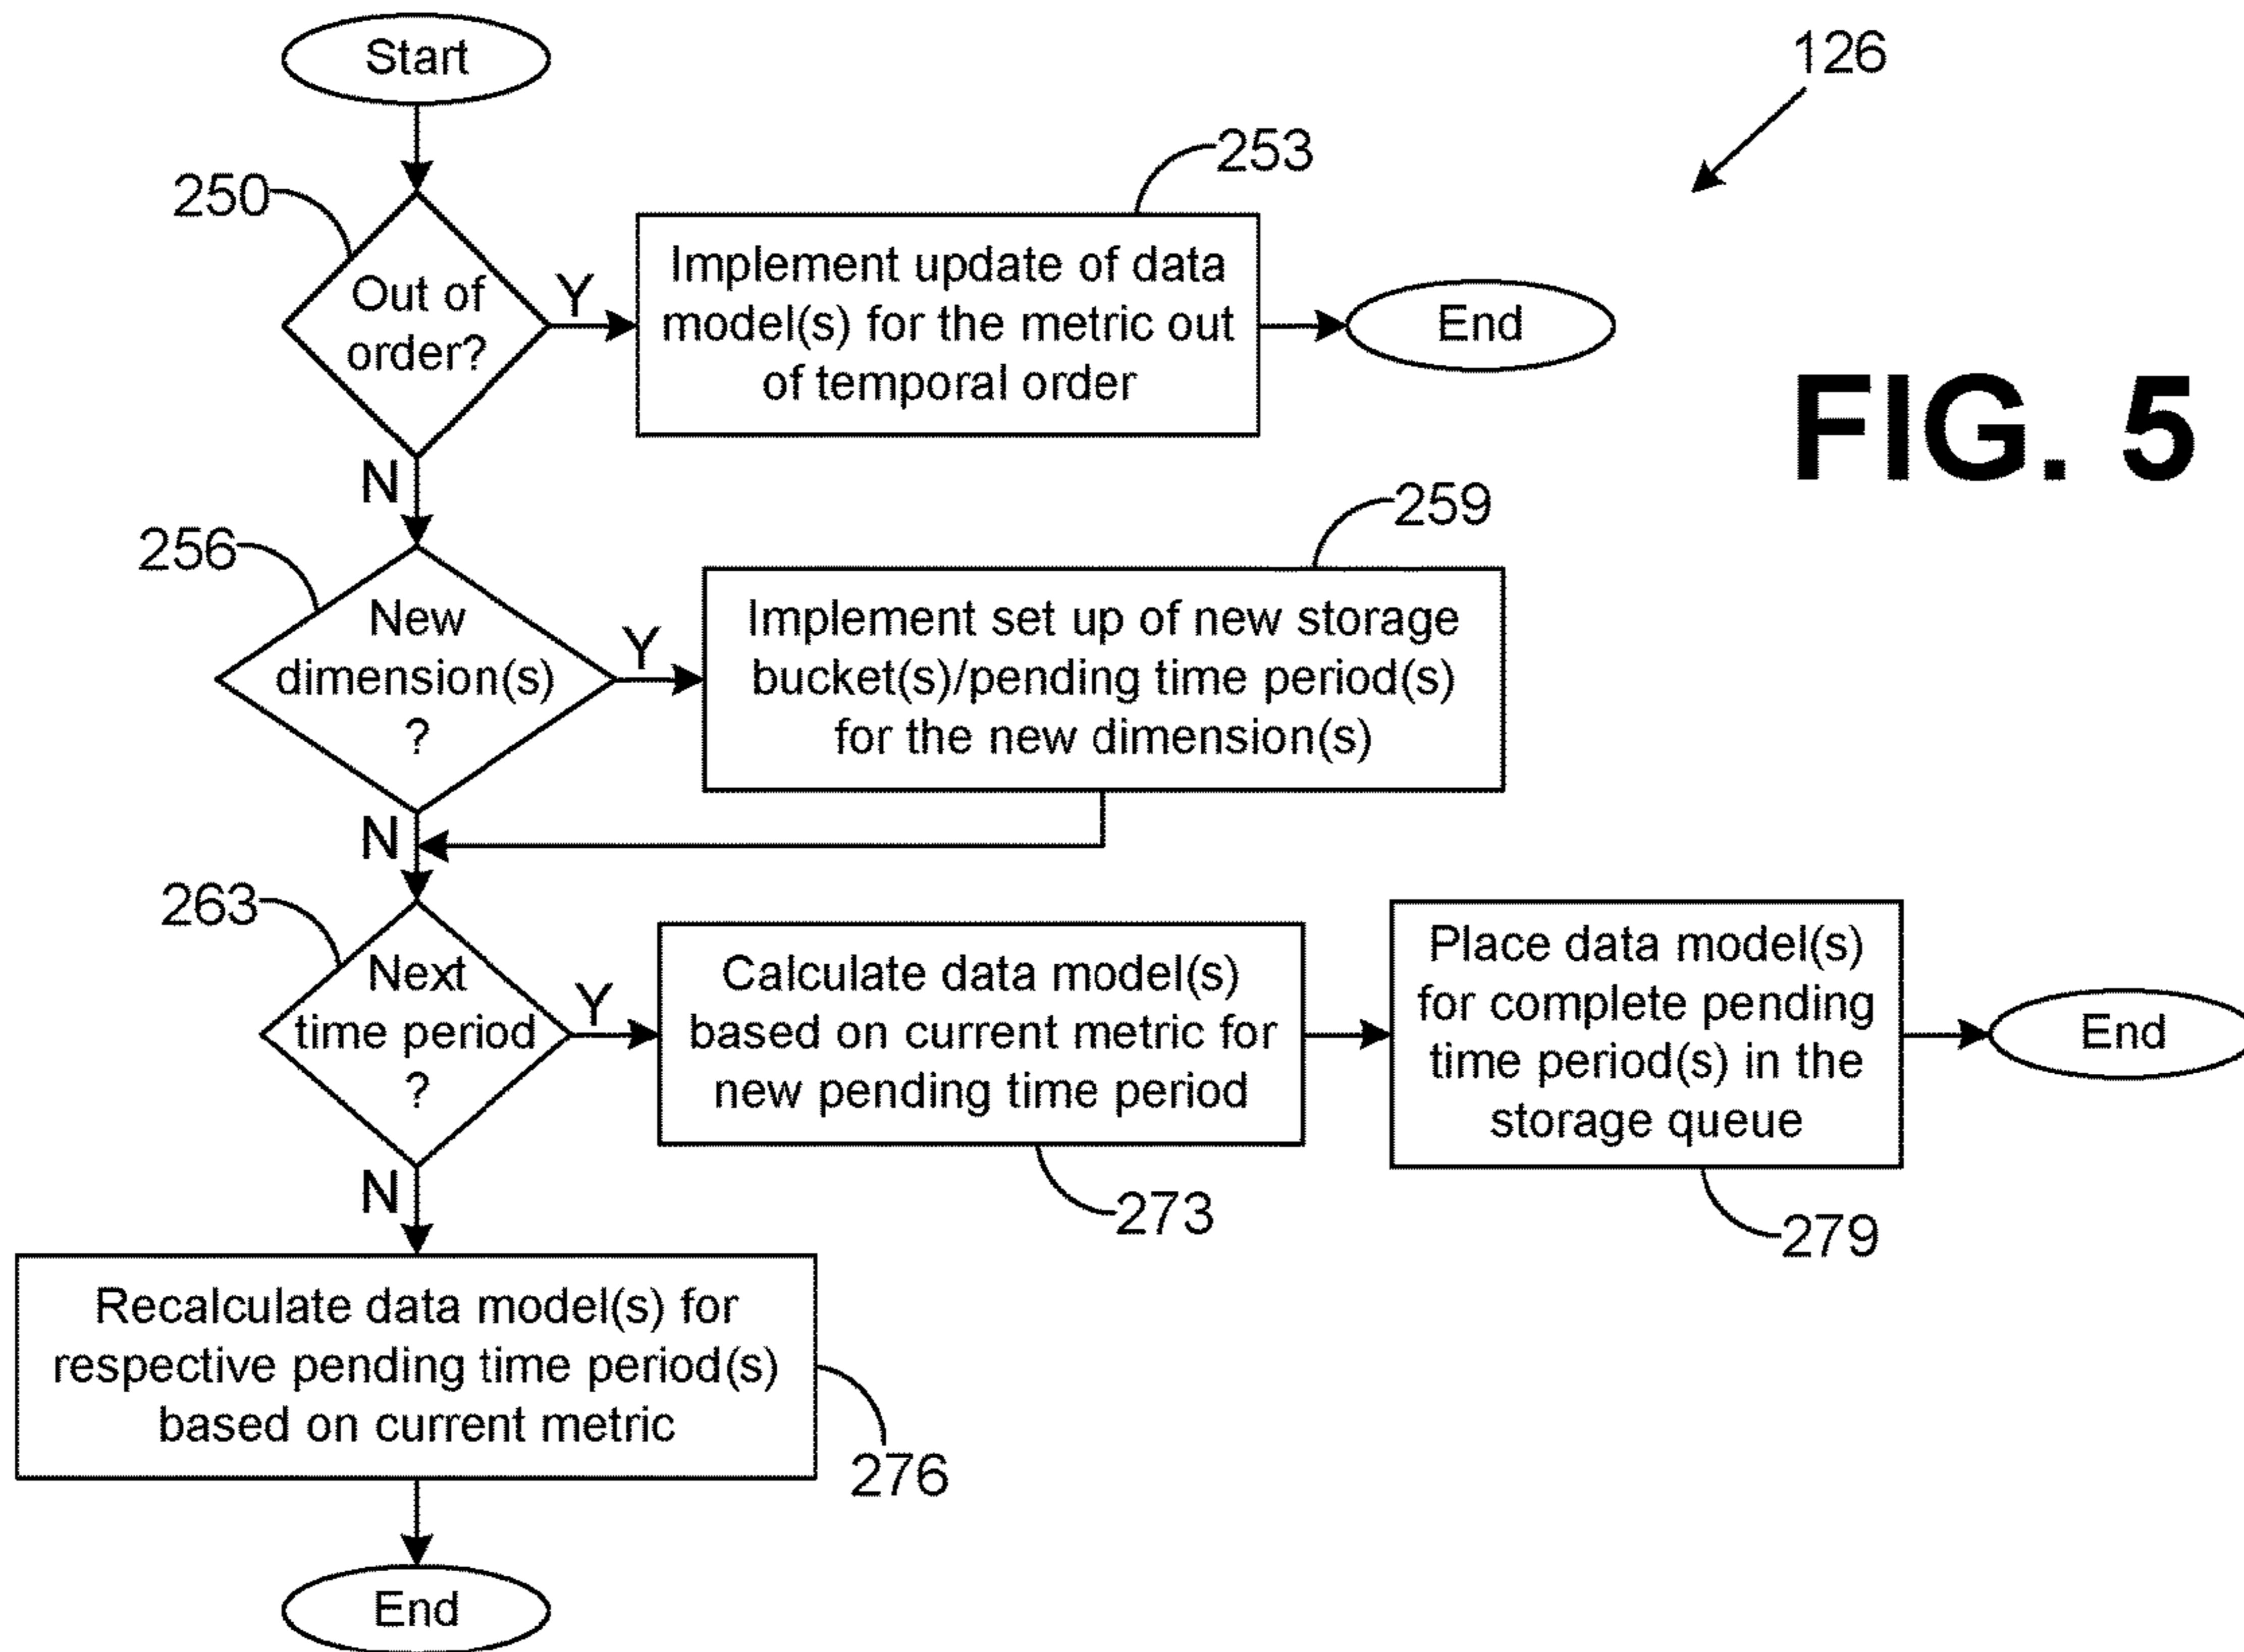 Start
126
250
253
Out of
order?
Y
Implement update of data
model(s) for the metric out
of temporal order
End
FIG. 5
N
256
259
New
dimension(s)
?
Y
Implement set up of new storage
bucket(s)/pending time period(s)
for the new dimension(s)
N
263
Next
time period
?
Y
Calculate data model(s)
based on current metric for
new pending time period
273
Place data model(s)
for complete pending
time period(s) in the
storage queue
279
End
N
Recalculate data model(s) for
respective pending time period(s)
based on current metric
276
End